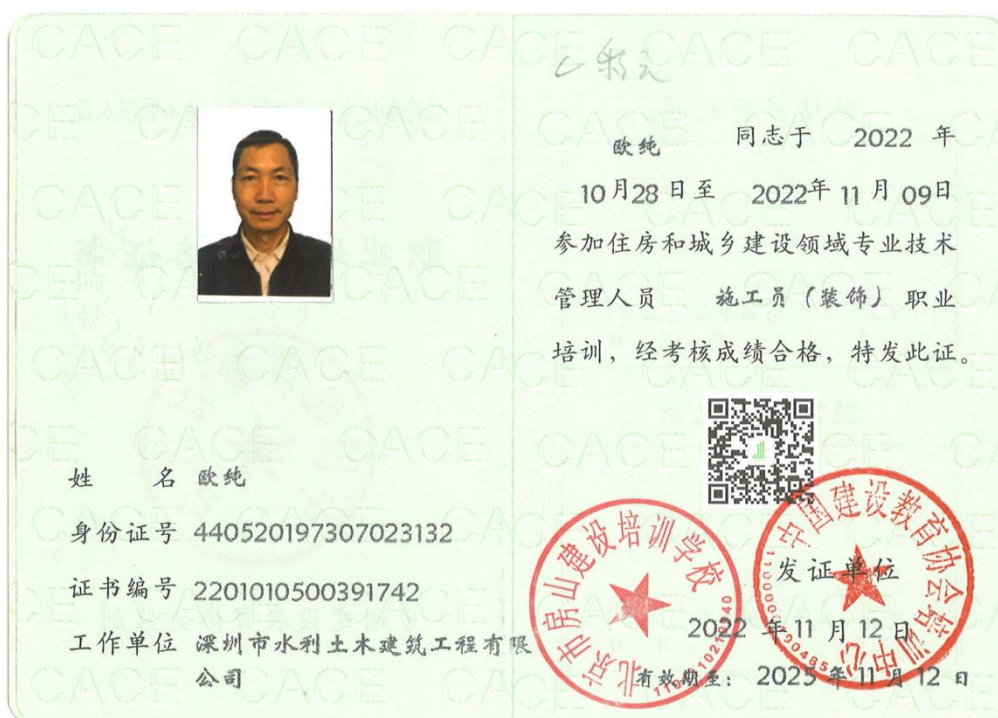 欧纯 同志于 2022 年
10月28日至 2022年11月09日
参加住房和城乡建设领域专业技术
管理人员 施工员（装饰）职业
培训，经考核成绩合格，特发此证。
姓 名 欧纯
身份证号 440520197307023132
证书编号 2201010500391742
工作单位 深圳市水利土木建筑工程有限
公司
北京市房山建设培训学校
中国建设教育协会培训中心
发证单位
2022 年 11 月 12 日
有效期至： 2025 年 11 月 12 日
CACE